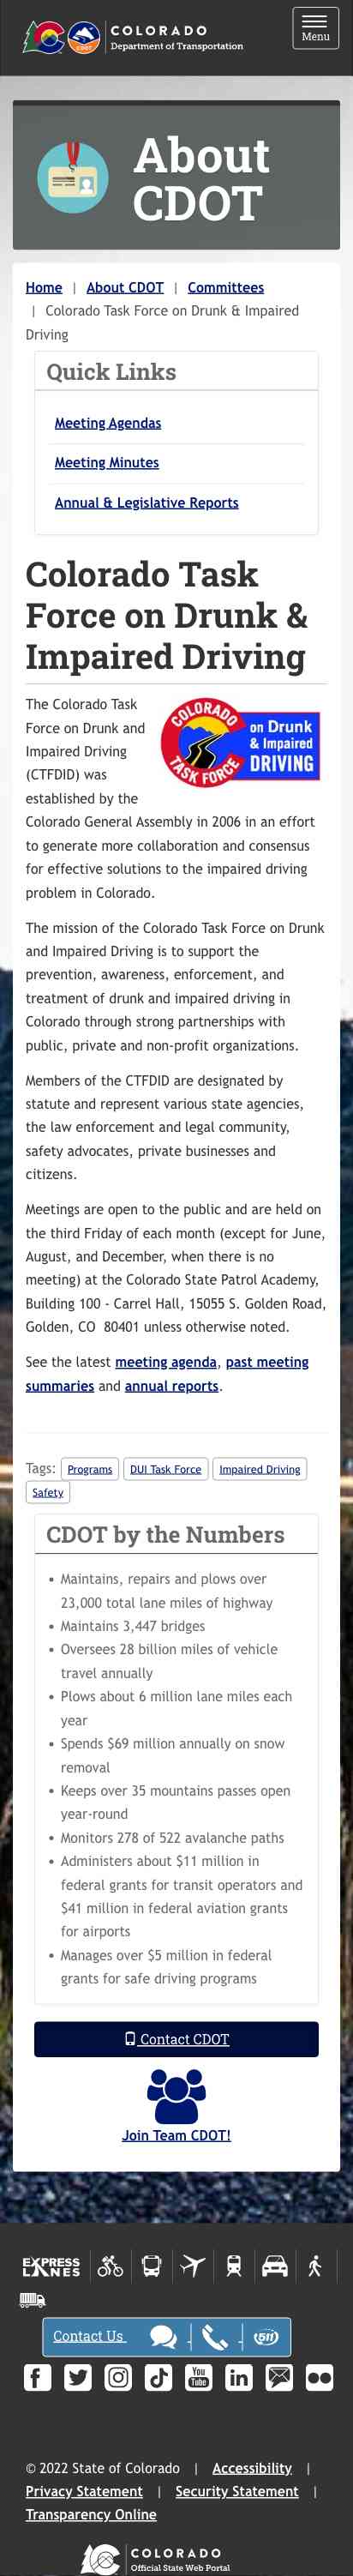 COLORADO
Department of Transportation
CDOT
Menu
About
CDOT
Home | About CDOT | Committees
| Colorado Task Force on Drunk & Impaired
Driving
Quick Links
Meeting Agendas
Meeting Minutes
Annual & Legislative Reports
Colorado Task
Force on Drunk &
Impaired Driving
The Colorado Task
Force on Drunk and
Impaired Driving
(CTFDID) was
established by the
COLORADO
TASK FORCE
on Drunk
& Impaired
DRIVING
Colorado General Assembly in 2006 in an effort
to generate more collaboration and consensus
for effective solutions to the impaired driving
problem in Colorado.
The mission of the Colorado Task Force on Drunk
and Impaired Driving is to support the
prevention, awareness, enforcement, and
treatment of drunk and impaired driving in
Colorado through strong partnerships with
public, private and non-profit organizations.
Members of the CTFDID are designated by
statute and represent various state agencies,
the law enforcement and legal community,
safety advocates, private businesses and
citizens.
Meetings are open to the public and are held on
the third Friday of each month (except for June,
August, and December, when there is no
meeting) at the Colorado State Patrol Academy,
Building 100 - Carrel Hall, 15055 S. Golden Road,
Golden, CO 80401 unless otherwise noted.
See the latest meeting agenda, past meeting
summaries and annual reports.
Tags: Programs DUI Task Force Impaired Driving
Safety
CDOT by the Numbers
• Maintains, repairs and plows over
23,000 total lane miles of highway
• Maintains 3,447 bridges
• Oversees 28 billion miles of vehicle
travel annually
• Plows about 6 million lane miles each
year
• Spends $69 million annually on snow
removal
• Keeps over 35 mountains passes open
year-round
• Monitors 278 of 522 avalanche paths
• Administers about $11 million in
federal grants for transit operators and
$41 million in federal aviation grants
for airports
• Manages over $5 million in federal
grants for safe driving programs
Contact CDOT
Join Team CDOT!
EXPRESS
LANES
Contact Us
511
You
Tube
in
© 2022 State of Colorado | Accessibility |
Privacy Statement | Security Statement |
Transparency Online
COLORADO
Official State Web Portal